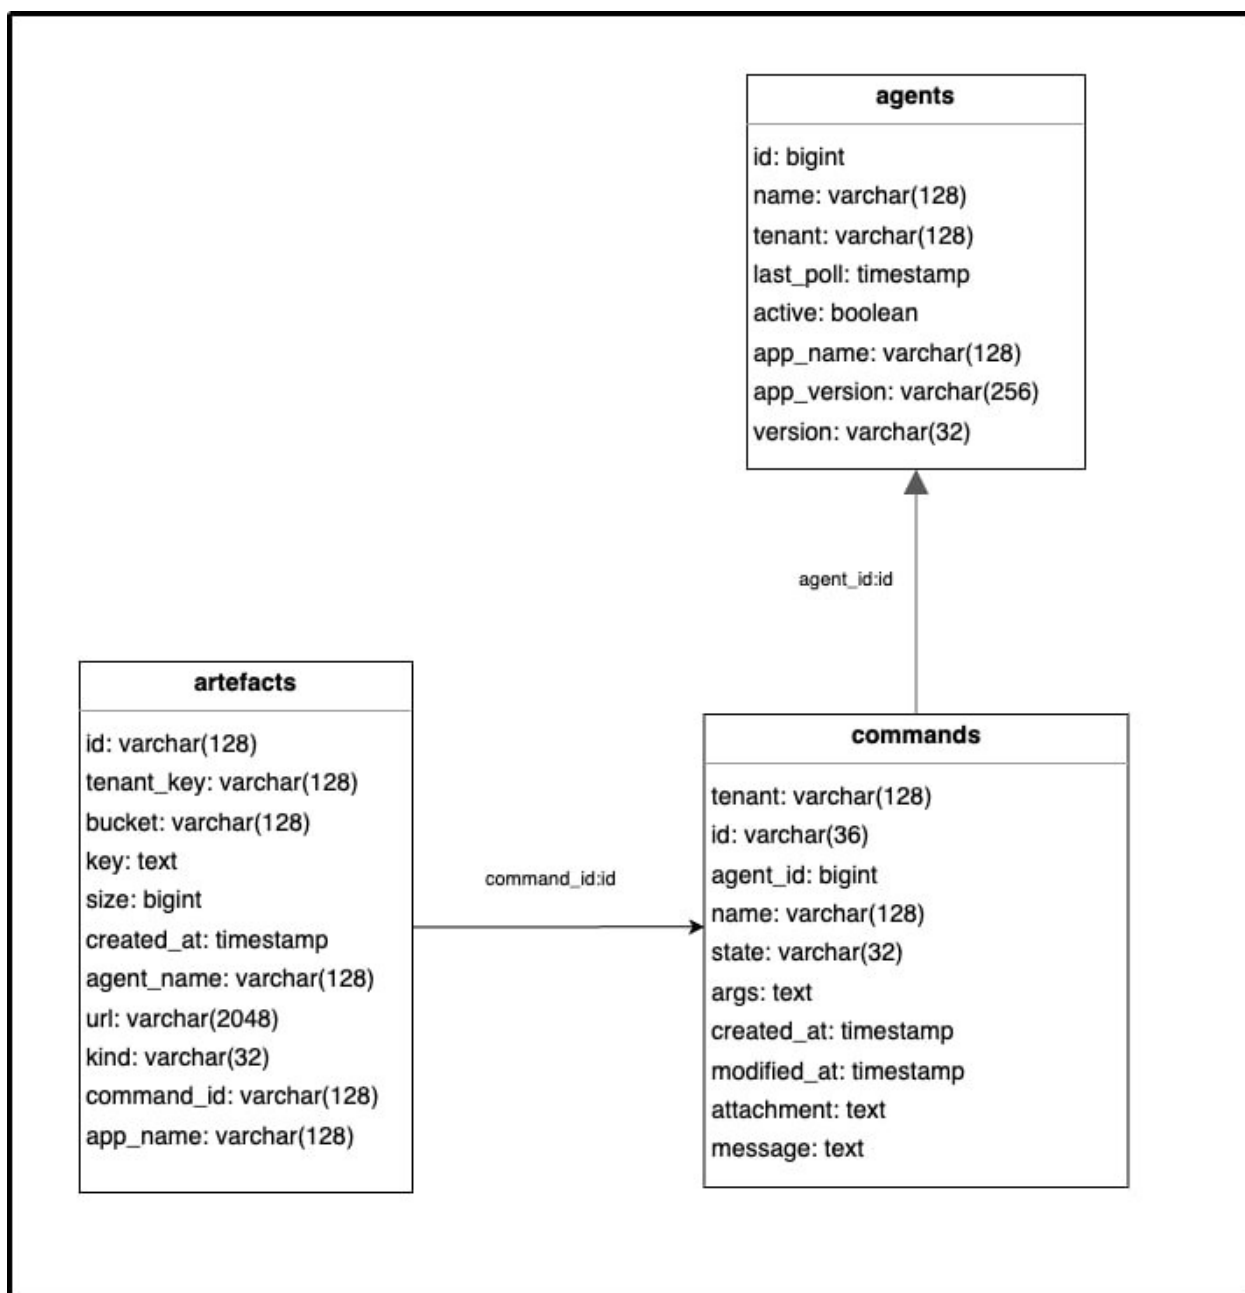 agents
id: bigint
name: varchar(128)
tenant: varchar(128)
last_poll: timestamp
active: boolean
app_name: varchar(128)
app_version: varchar(256)
version: varchar(32)
agent_id:id
artefacts
id: varchar(128)
tenant_key: varchar(128)
bucket: varchar(128)
key: text
size: bigint
created_at: timestamp
agent_name: varchar(128)
url: varchar(2048)
kind: varchar(32)
command_id: varchar(128)
app_name: varchar(128)
command_id:id
commands
tenant: varchar(128)
id: varchar(36)
agent_id: bigint
name: varchar(128)
state: varchar(32)
args: text
created_at: timestamp
modified_at: timestamp
attachment: text
message: text